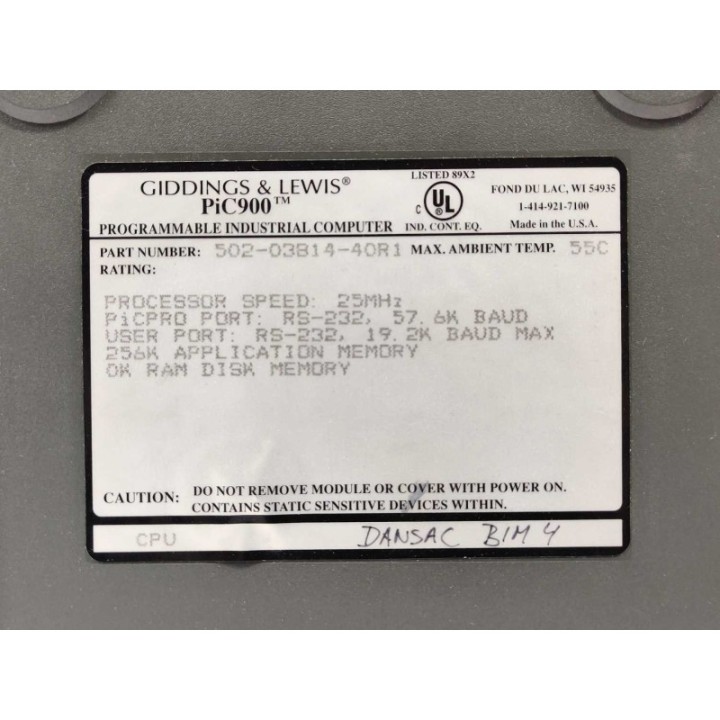 GIDDINGS & LEWIS®
PiC900™
PROGRAMMABLE INDUSTRIAL COMPUTER
LISTED 89X2
C UL
IND. CONT. EQ.
FOND DU LAC, WI 54935
1-414-921-7100
Made in the U.S.A.
PART NUMBER: 502-03814-40R1 MAX. AMBIENT TEMP. 55C
RATING:
PROCESSOR SPEED: 25MHz
PiCPRO PORT: RS-232, 57.6K BAUD
USER PORT: RS-232, 19.2K BAUD MAX
256K APPLICATION MEMORY
0K RAM DISK MEMORY
CAUTION: DO NOT REMOVE MODULE OR COVER WITH POWER ON.
CONTAINS STATIC SENSITIVE DEVICES WITHIN.
CPU DANSAC BIM 4